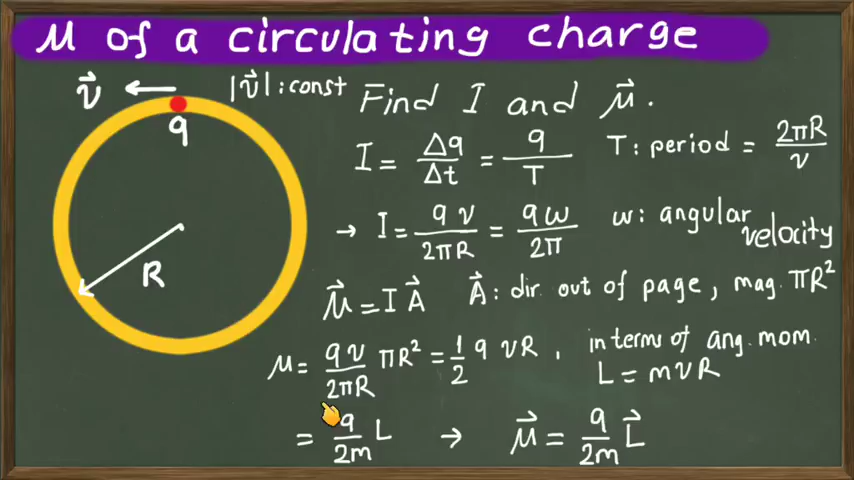 μ of a circulating charge
v⃗ ← |v⃗| : const
q
R
Find I and μ⃗ .
I = Δq/Δt = q/T   T : period = 2πR/v
→ I = qv/2πR = qω/2π   ω : angular velocity
μ⃗ = I A⃗   A⃗ : dir. out of page , mag. πR²
μ = qv/2πR πR² = 1/2 q vR .   in terms of ang. mom.
L = mvR
= q/2m L → μ⃗ = q/2m L⃗